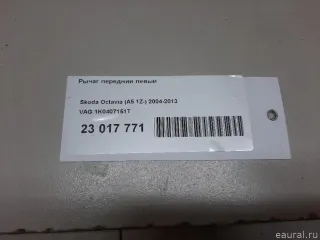 Рычаг передний левый
Skoda Octavia (A5 1Z-) 2004-2013
VAG 1K0407151T
23 017 771
eaural.ru